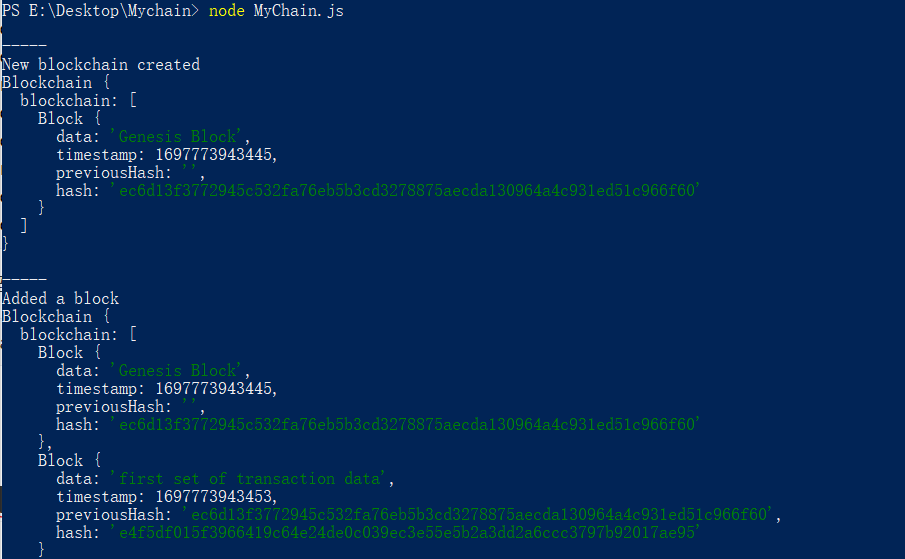 PS E:\Desktop\Mychain> node MyChain.js
-----
New blockchain created
Blockchain {
  blockchain: [
    Block {
      data: 'Genesis Block',
      timestamp: 1697773943445,
      previousHash: '',
      hash: 'ec6d13f3772945c532fa76eb5b3cd3278875aecda130964a4c931ed51c966f60'
    }
  ]
}
-----
Added a block
Blockchain {
  blockchain: [
    Block {
      data: 'Genesis Block',
      timestamp: 1697773943445,
      previousHash: '',
      hash: 'ec6d13f3772945c532fa76eb5b3cd3278875aecda130964a4c931ed51c966f60'
    },
    Block {
      data: 'first set of transaction data',
      timestamp: 1697773943453,
      previousHash: 'ec6d13f3772945c532fa76eb5b3cd3278875aecda130964a4c931ed51c966f60',
      hash: 'e4f5df015f3966419c64e24de0c039ec3e55e5b2a3dd2a6ccc3797b92017ae95'
    }